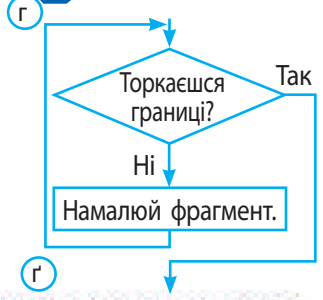 г
Торкаєшся
границі?
Так
Ні
Намалюй фрагмент.
ґ